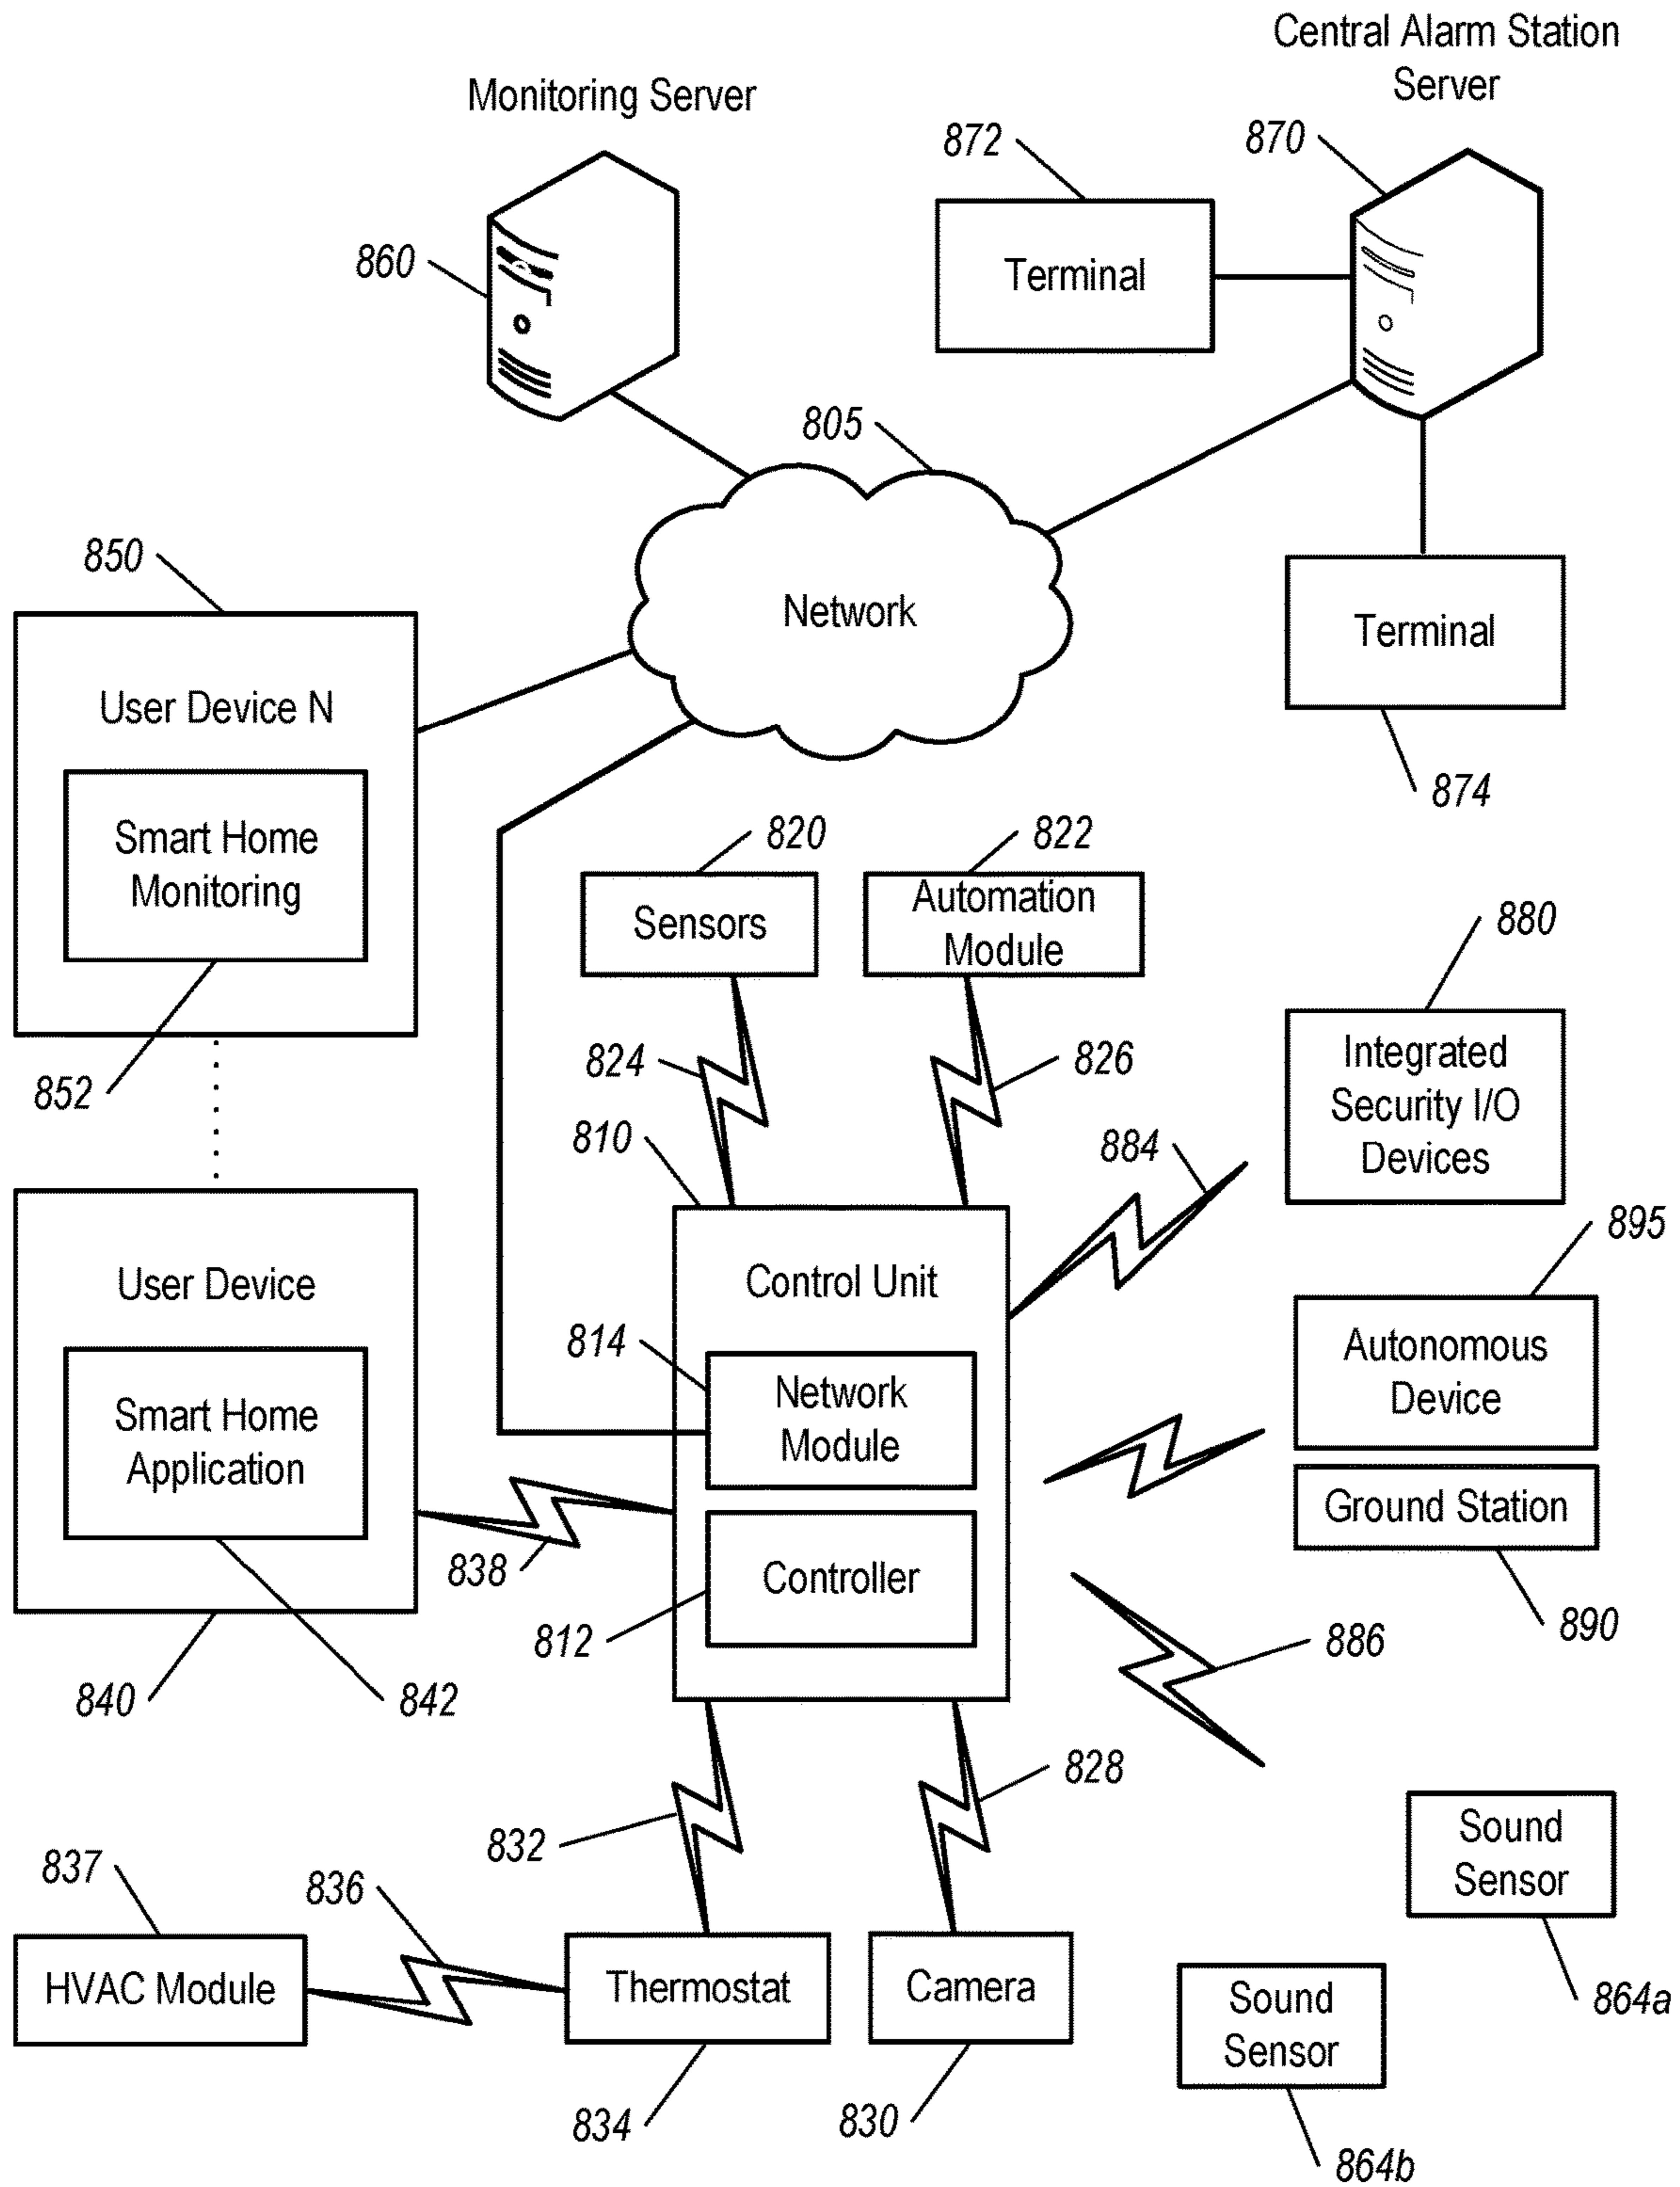 Central Alarm Station
Server
Monitoring Server
872
870
860
Terminal
805
850
Network
Terminal
User Device N
874
Smart Home
Monitoring
820
822
Sensors
Automation
Module
880
852
824
826
Integrated
Security I/O
Devices
810
884
895
User Device
Control Unit
814
Network
Module
Autonomous
Device
Smart Home
Application
Ground Station
838
Controller
812
890
886
840
842
828
832
837
836
Sound
Sensor
HVAC Module
Thermostat
Camera
864a
Sound
Sensor
834
830
864b